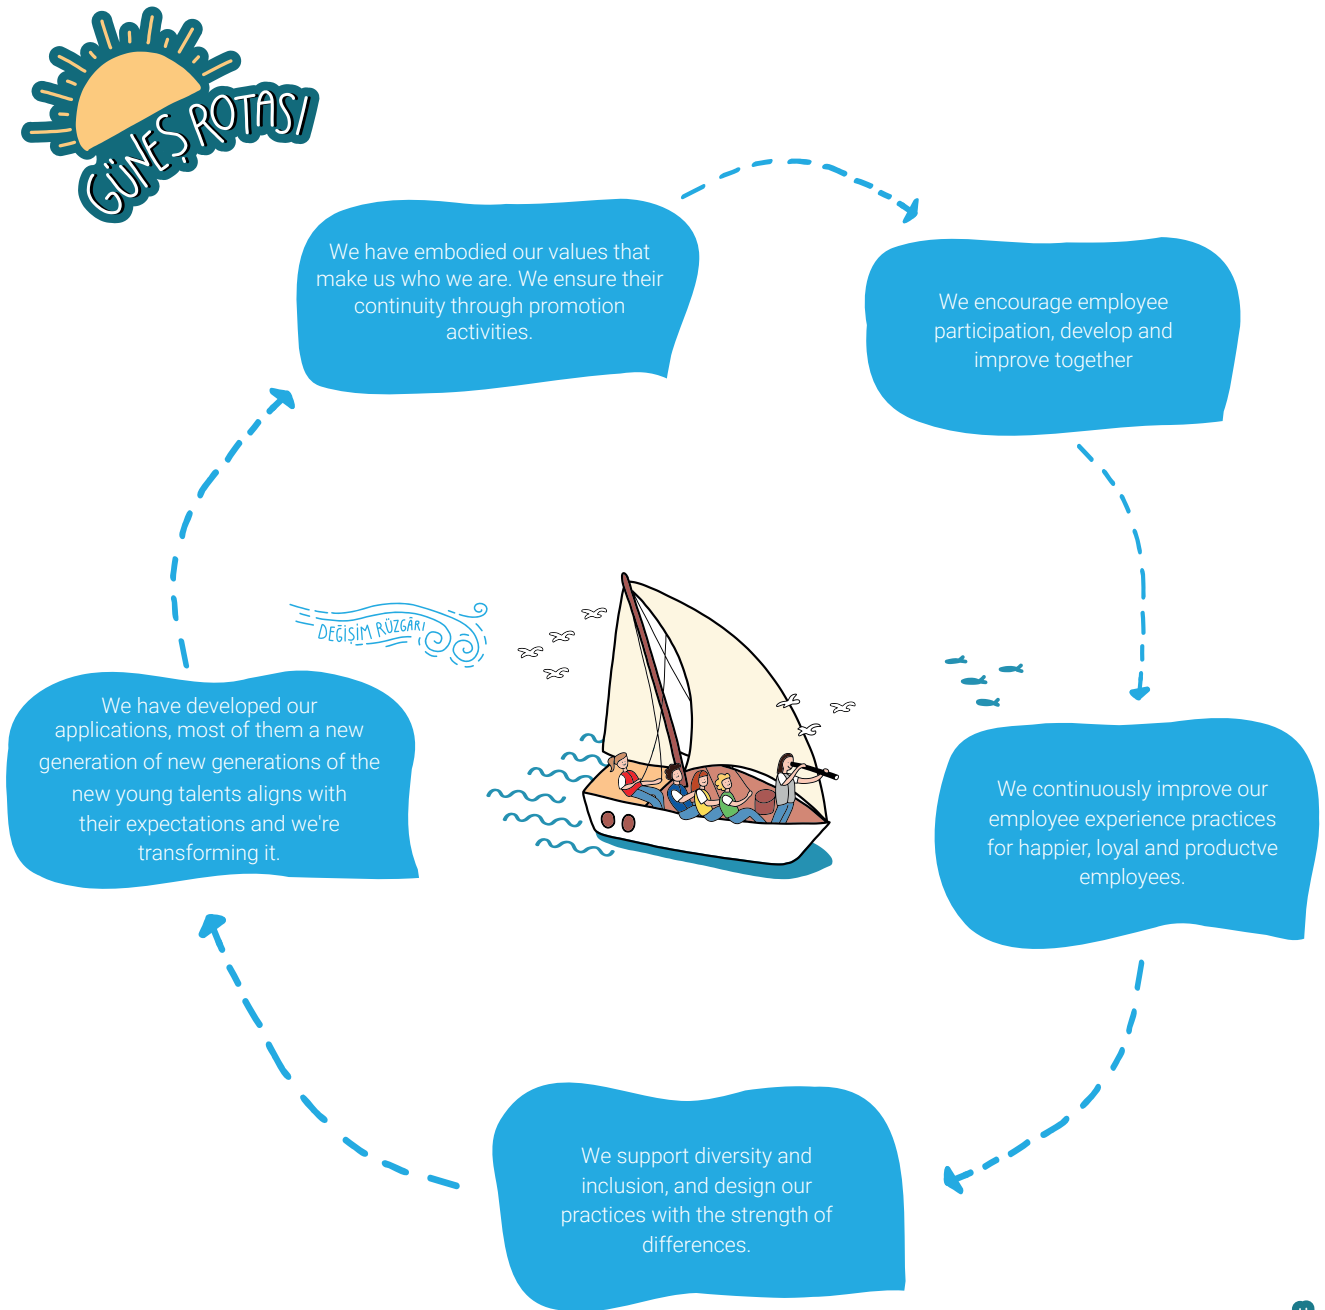 GÜNEŞ ROTASI
We have embodied our values that
make us who we are. We ensure their
continuity through promotion
activities.
We encourage employee
participation, develop and
improve together
DEĞİŞİM RÜZGÂRI
We have developed our
applications, most of them a new
generation of new generations of the
new young talents aligns with
their expectations and we're
transforming it.
We continuously improve our
employee experience practices
for happier, loyal and productve
employees.
We support diversity and
inclusion, and design our
practices with the strength of
differences.